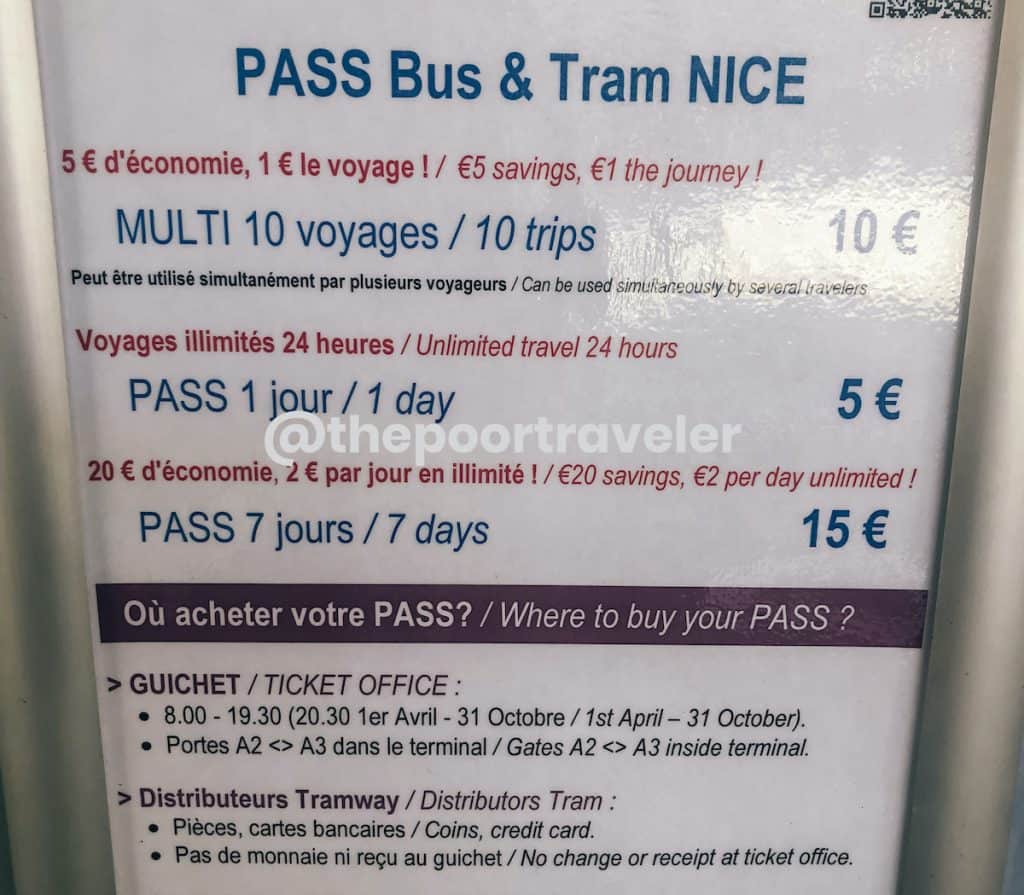 PASS Bus & Tram NICE
5 € d'économie, 1 € le voyage ! / €5 savings, €1 the journey !
MULTI 10 voyages / 10 trips 10 €
Peut être utilisé simultanément par plusieurs voyageurs / Can be used simultaneously by several travelers
Voyages illimités 24 heures / Unlimited travel 24 hours
PASS 1 jour / 1 day 5 €
@thepoortraveler
20 € d'économie, 2 € par jour en illimité ! / €20 savings, €2 per day unlimited !
PASS 7 jours / 7 days 15 €
Où acheter votre PASS? / Where to buy your PASS ?
> GUICHET / TICKET OFFICE :
• 8.00 - 19.30 (20.30 1er Avril - 31 Octobre / 1st April – 31 October).
• Portes A2 <> A3 dans le terminal / Gates A2 <> A3 inside terminal.
> Distributeurs Tramway / Distributors Tram :
• Pièces, cartes bancaires / Coins, credit card.
• Pas de monnaie ni reçu au guichet / No change or receipt at ticket office.